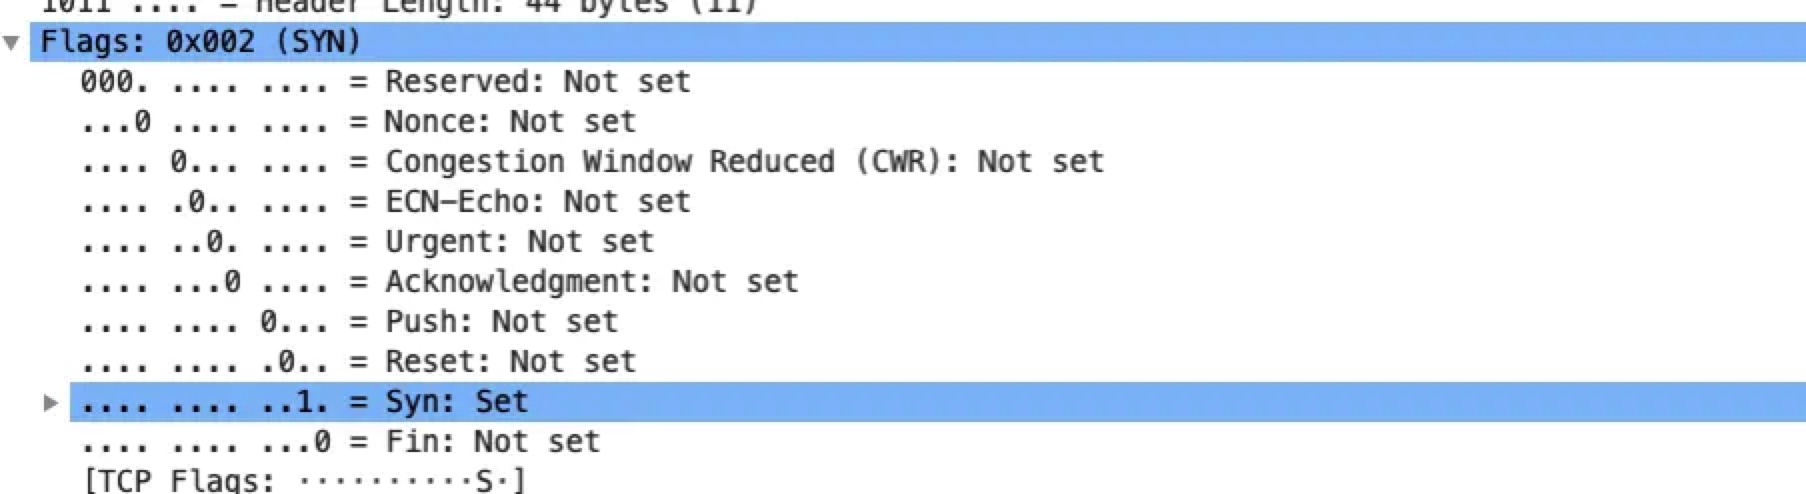 1011 .... = Header Length: 44 bytes (11)
Flags: 0x002 (SYN)
000. .... .... = Reserved: Not set
...0 .... .... = Nonce: Not set
.... 0... .... = Congestion Window Reduced (CWR): Not set
.... .0.. .... = ECN-Echo: Not set
.... ..0. .... = Urgent: Not set
.... ...0 .... = Acknowledgment: Not set
.... .... 0... = Push: Not set
.... .... .0.. = Reset: Not set
.... .... ..1. = Syn: Set
.... .... ...0 = Fin: Not set
[TCP Flags: ··········S·]